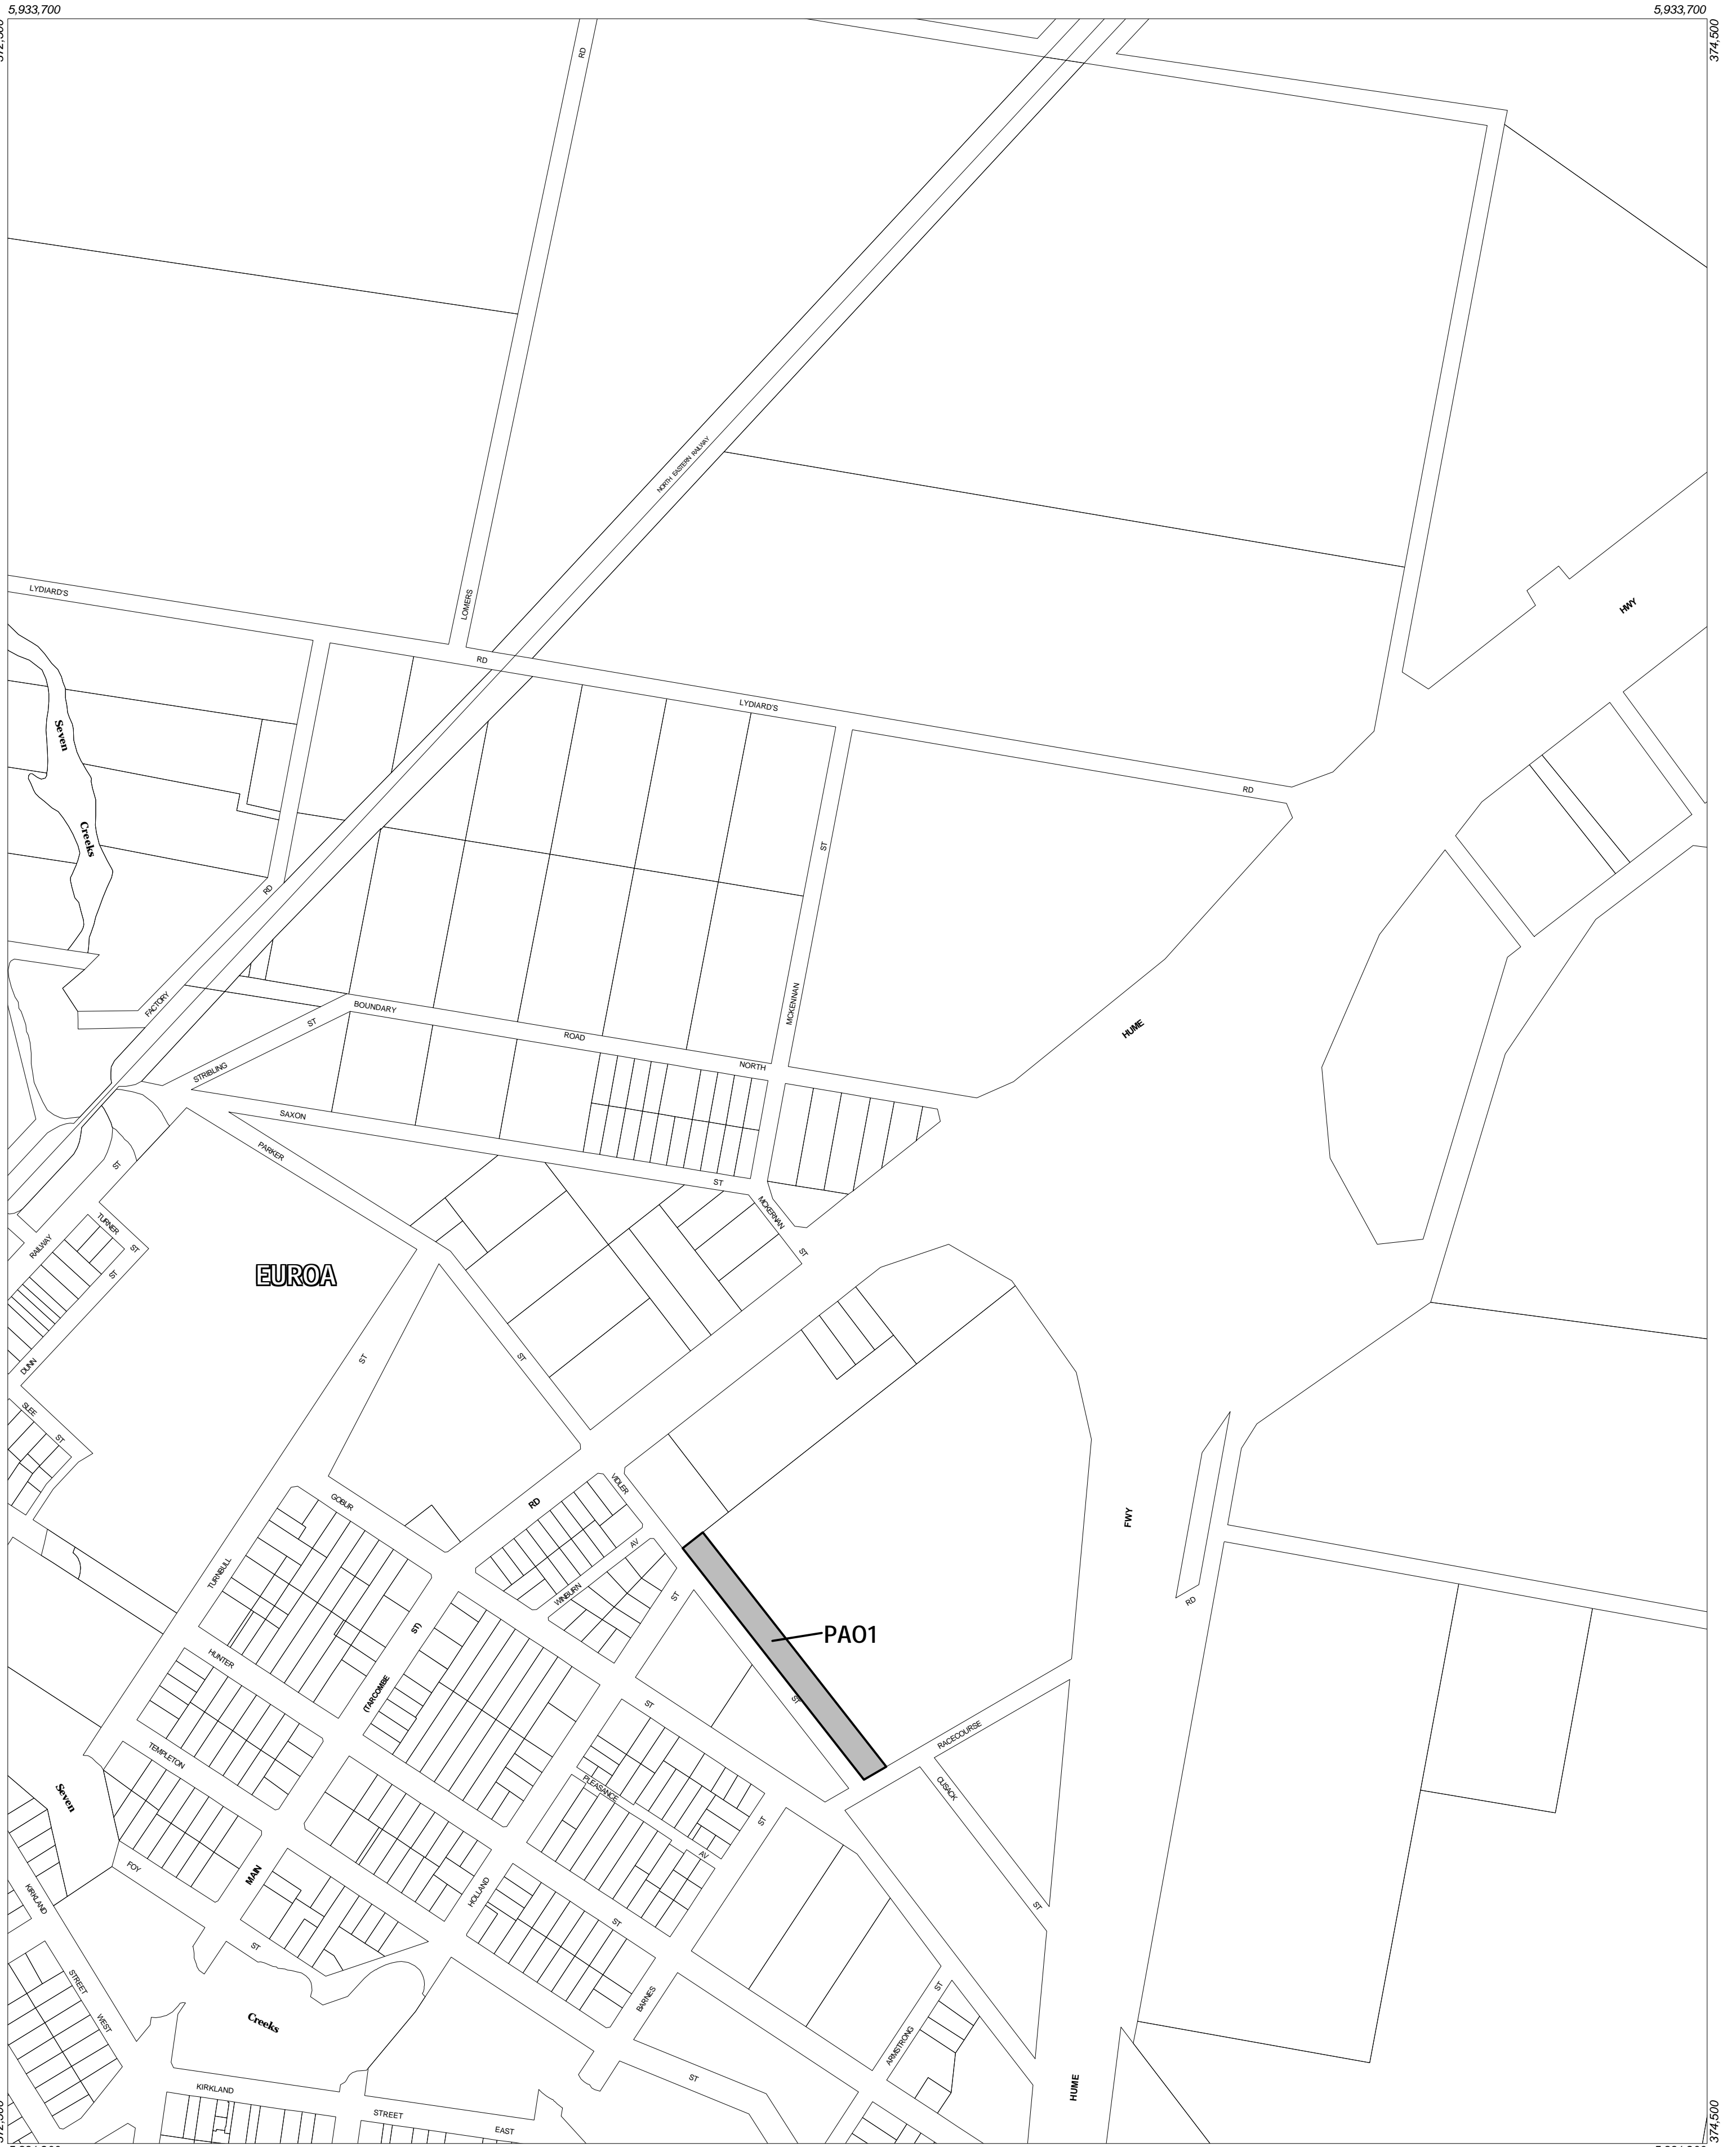 5,933,700
5,933,700
374,500
RD
NORTH EASTERN RAILWAY
LYDIARD'S
LOMERS
HWY
RD
LYDIARD'S
Seven
RD
Creeks
ST
RD
FACTORY
BOUNDARY
MCKENNAN
ST
ROAD
HUME
STRIBLING
NORTH
SAXON
PARKER
ST
ST
MCKERNAN
TURNER
ST
RAILWAY
ST
ST
EUROA
DUNN
ST
ST
SLEE
ST
VIDLER
GOBUR
RD
FWY
AV
TURNBULL
WINBURN
ST
RD
ST)
PAO1
HUNTER
(TARCOMBE
ST
ST
RACECOURSE
TEMPLETON
CUSACK
PLEASANCE
Seven
ST
AV
FOY
MAIN
HOLLAND
KIRKLAND
ST
ST
ST
STREET
ST
BARNES
WEST
Creeks
ARMSTRONG
ST
KIRKLAND
HUME
STREET
EAST
374,500